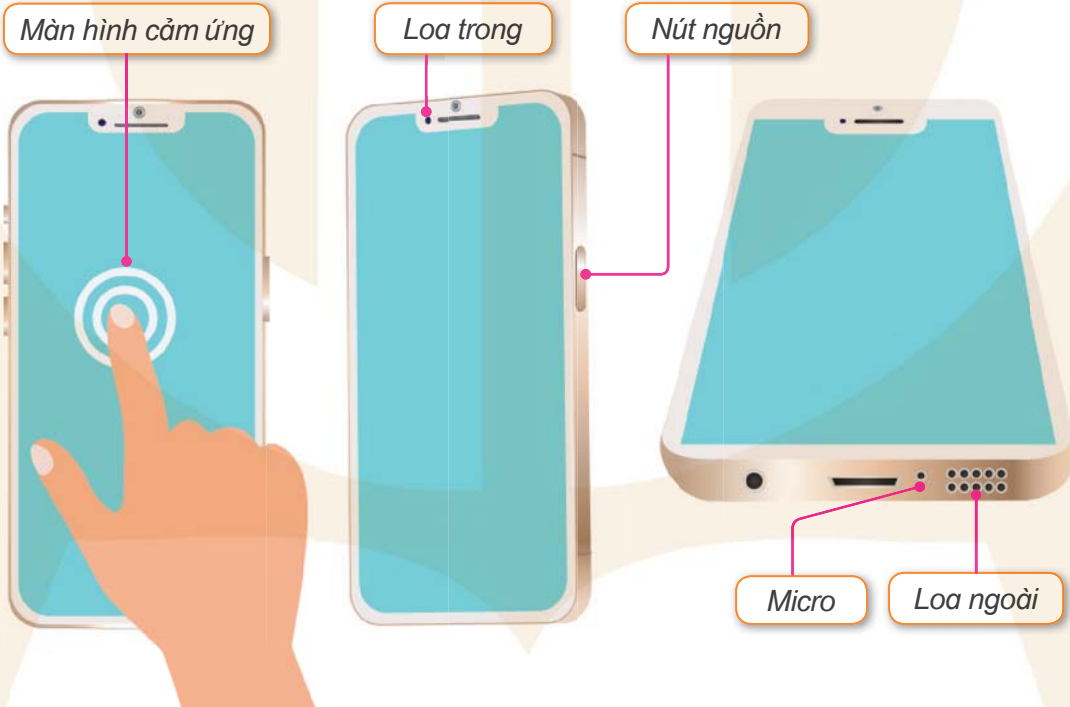 Màn hình cảm ứng
Loa trong
Nút nguồn
Micro
Loa ngoài